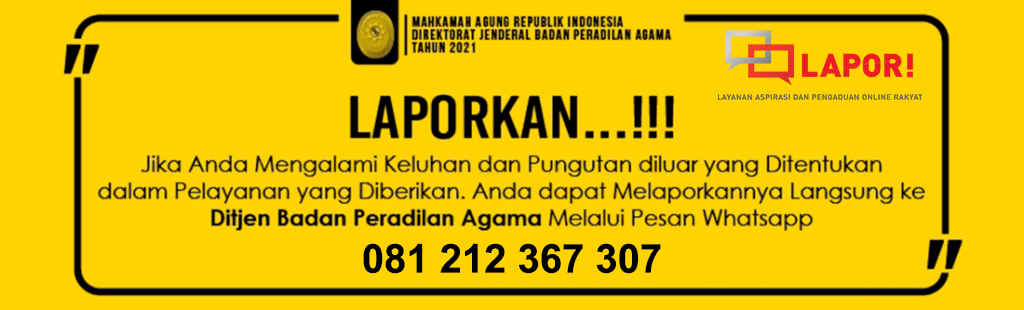 MAHKAMAH AGUNG REPUBLIK INDONESIA
DIREKTORAT JENDERAL BADAN PERADILAN AGAMA
TAHUN 2021
LAPOR!
LAYANAN ASPIRASI DAN PENGADUAN ONLINE RAKYAT
LAPORKAN...!!!
Jika Anda Mengalami Keluhan dan Pungutan diluar yang Ditentukan
dalam Pelayanan yang Diberikan. Anda dapat Melaporkannya Langsung ke
Ditjen Badan Peradilan Agama Melalui Pesan Whatsapp
081 212 367 307